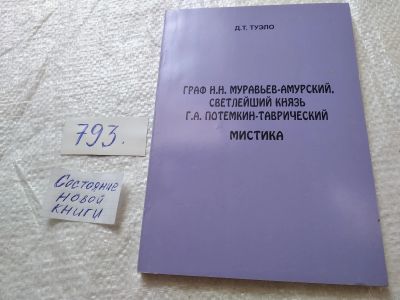 Д.Т. ТУЭЛО
ГРАФ Н.Н. МУРАВЬЕВ-АМУРСКИЙ.
СВЕТЛЕЙШИЙ КНЯЗЬ
Г.А. ПОТЕМКИН-ТАВРИЧЕСКИЙ
МИСТИКА
793.
Состояние
новой
книги